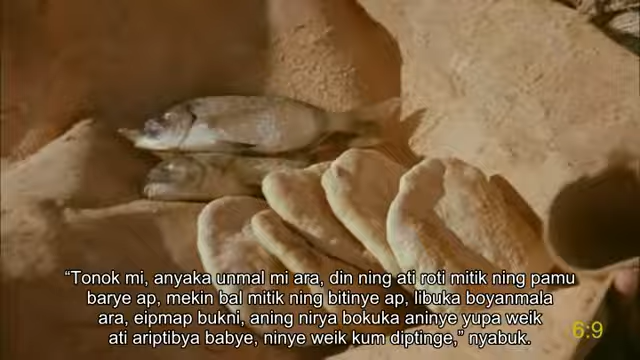 “Tonok mi, anyaka unmal mi ara, din ning ati roti mitik ning pamu
barye ap, mekin bal mitik ning bitinye ap, libuka boyanmala
ara, eipmap bukni, aning nirya bokuka aninye yupa weik
ati ariptibya babye, ninye weik kum diptinge,” nyabuk.
6:9